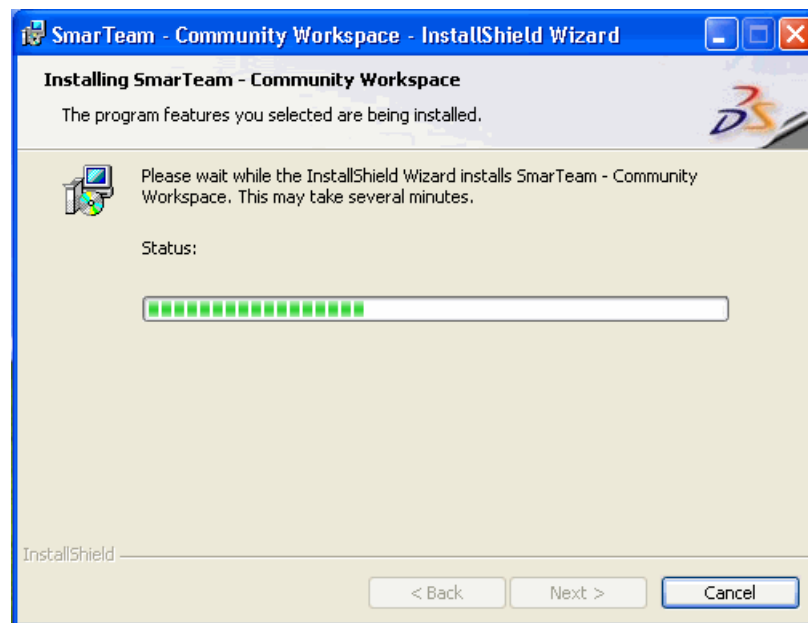 SmarTeam - Community Workspace - InstallShield Wizard
Installing SmarTeam - Community Workspace
The program features you selected are being installed.
Please wait while the InstallShield Wizard installs SmarTeam - Community
Workspace. This may take several minutes.
Status:
InstallShield
< Back
Next >
Cancel